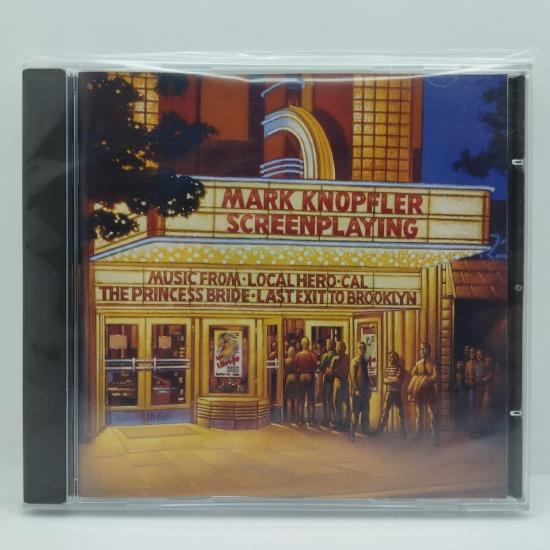 MARK KNOPFLER
SCREENPLAYING
MUSIC FROM·LOCAL HERO·CAL
THE PRINCESS BRIDE·LAST EXIT TO BROOKLYN